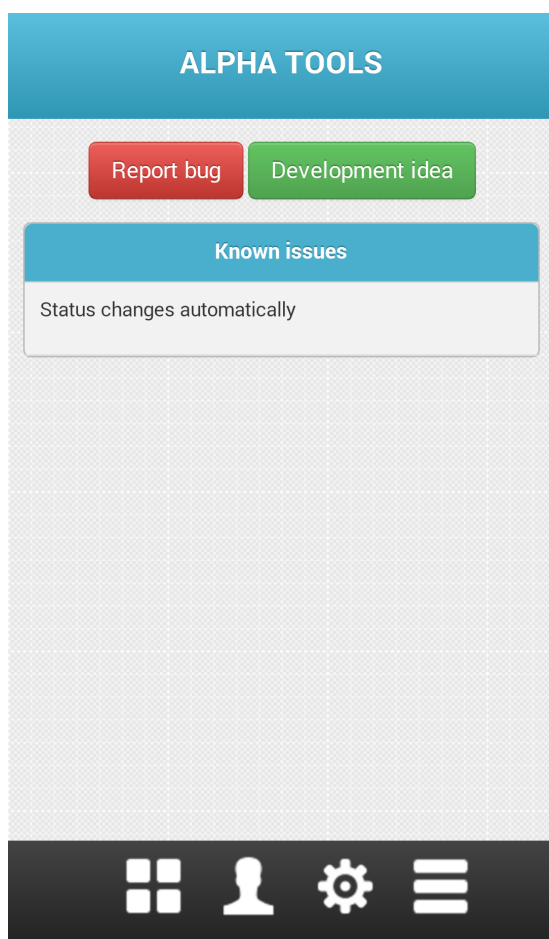 ALPHA TOOLS
Report bug
Development idea
Known issues
Status changes automatically